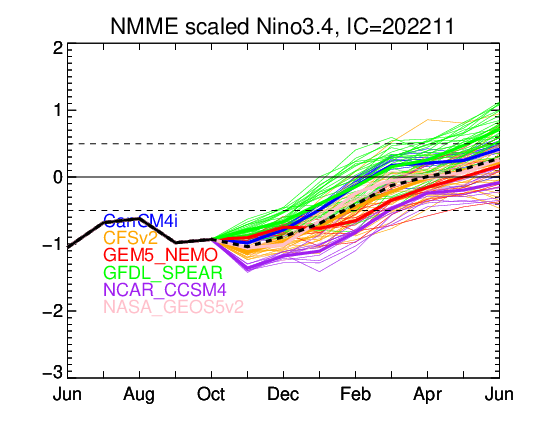 NMME scaled Nino3.4, IC=202211
2
1
0
−1
−2
−3
CanCM4i
CFSv2
GEM5_NEMO
GFDL_SPEAR
NCAR_CCSM4
NASA_GEOS5v2
Jun Aug Oct Dec Feb Apr Jun